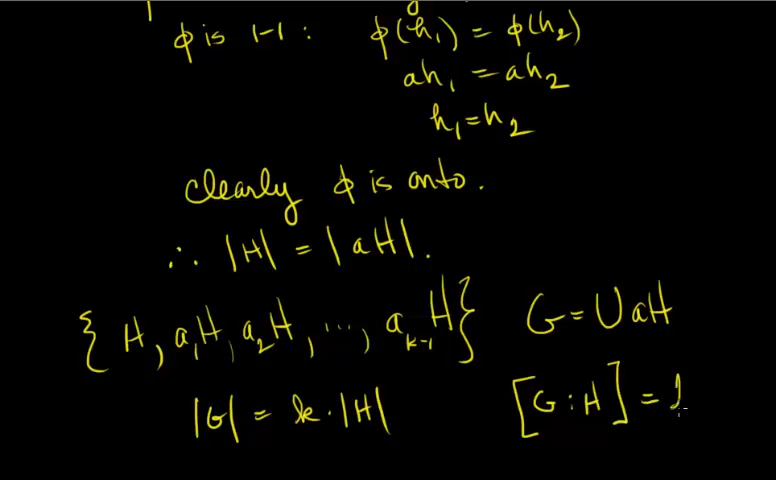 φ is 1-1 : φ(h₁) = φ(h₂)
ah₁ = ah₂
h₁ = h₂
clearly φ is onto.
∴ |H| = |aH|.
{ H, a₁H, a₂H, ..., aₖ₋₁H } G = ∪ aH
|G| = k · |H| [G : H] =